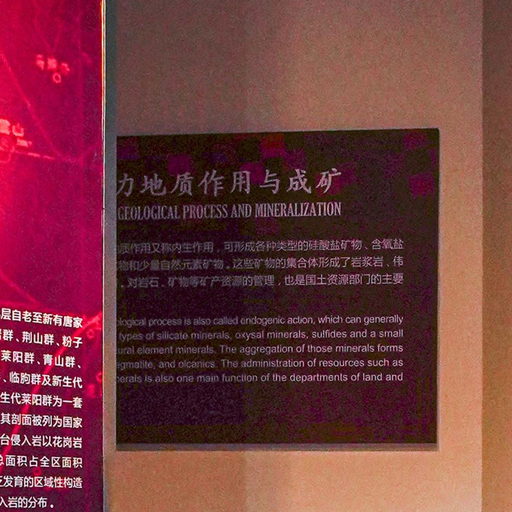 层自老至新有唐家
群、荆山群、粉子
莱阳群、青山群、
、临朐群及新生代
生代莱阳群为一套
其剖面被列为国家
台侵入岩以花岗岩
总面积占全区面积
发育的区域性构造
入岩的分布。
力地质作用与成矿
GEOLOGICAL PROCESS AND MINERALIZATION
质作用又称内生作用，可形成各种类型的硅酸盐矿物、含氧盐
物和少量自然元素矿物。这些矿物的集合体形成了岩浆岩、伟
，对岩石、矿物等矿产资源的管理，也是国土资源部门的主要
ological process is also called endogenic action, which can generally
types of silicate minerals, oxysal minerals, sulfides and a small
ural element minerals. The aggregation of those minerals forms
egmatite, and olcanics. The administration of resources such as
nerals is also one main function of the departments of land and